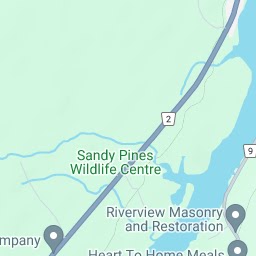 2
9
Sandy Pines
Wildlife Centre
Riverview Masonry
and Restoration
ompany
Heart To Home Meals